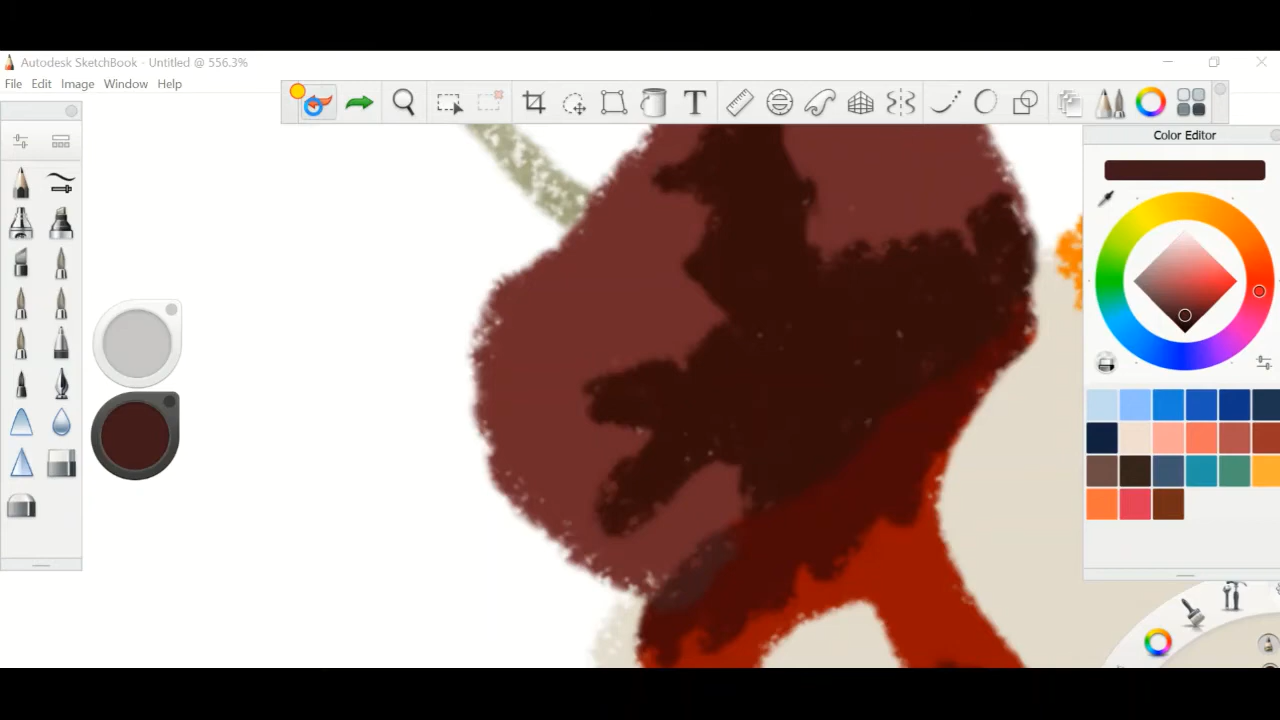 Autodesk SketchBook - Untitled @ 556.3%
File Edit Image Window Help
T
Color Editor